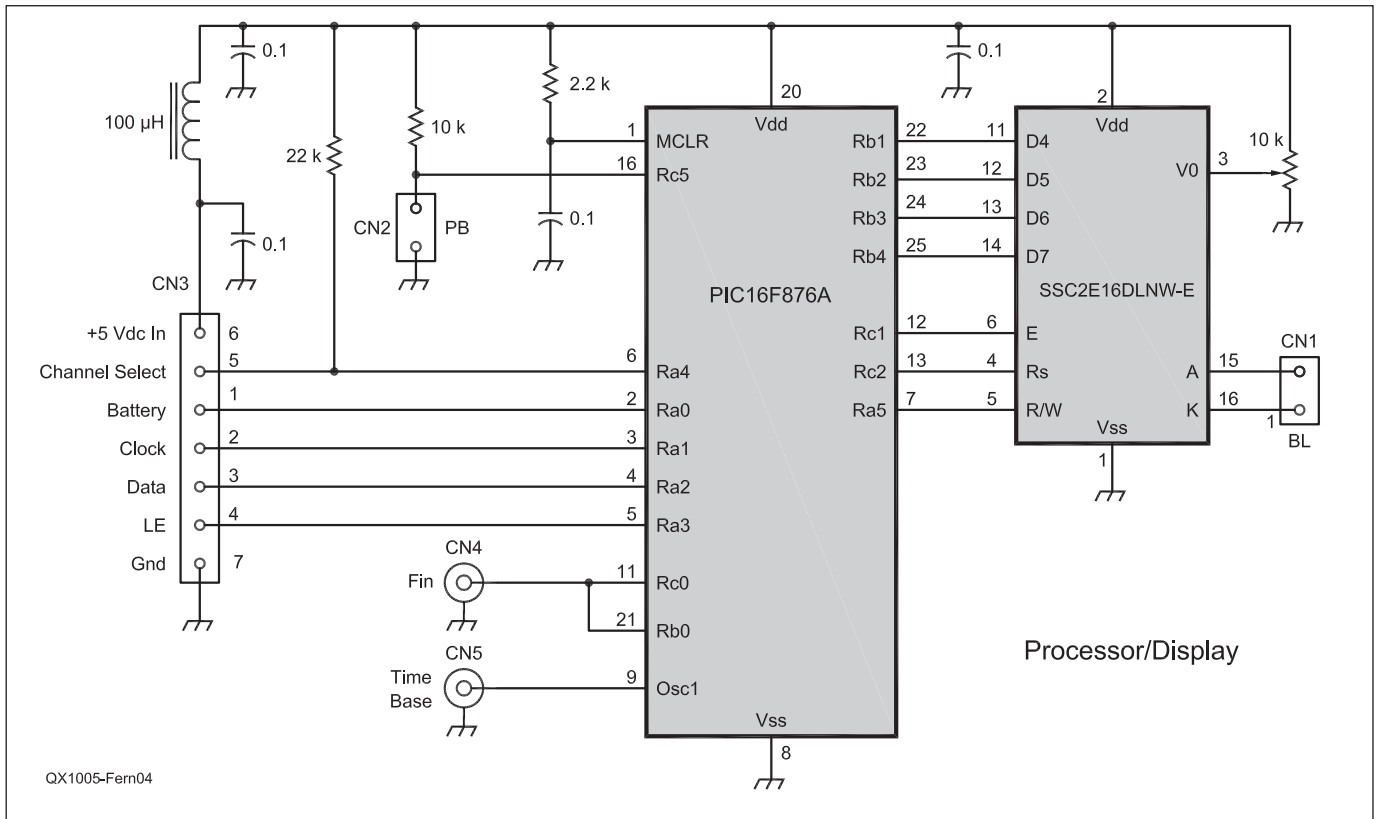 0.1
0.1
100 µH
22 k
10 k
2.2 k
0.1
0.1
CN2
PB
CN3
+5 Vdc In
6
Channel Select
5
Battery
1
Clock
2
Data
3
LE
4
Gnd
7
CN4
Fin
CN5
Time
Base
20
Vdd
1
MCLR
16
Rc5
6
Ra4
2
Ra0
3
Ra1
4
Ra2
5
Ra3
11
Rc0
21
Rb0
9
Osc1
PIC16F876A
Rb1
22
Rb2
23
Rb3
24
Rb4
25
Rc1
12
Rc2
13
Ra5
7
Vss
8
2
Vdd
11
D4
12
D5
13
D6
14
D7
SSC2E16DLNW-E
6
E
4
Rs
5
R/W
V0
3
10 k
A
15
K
16
Vss
1
CN1
1
BL
Processor/Display
QX1005-Fern04